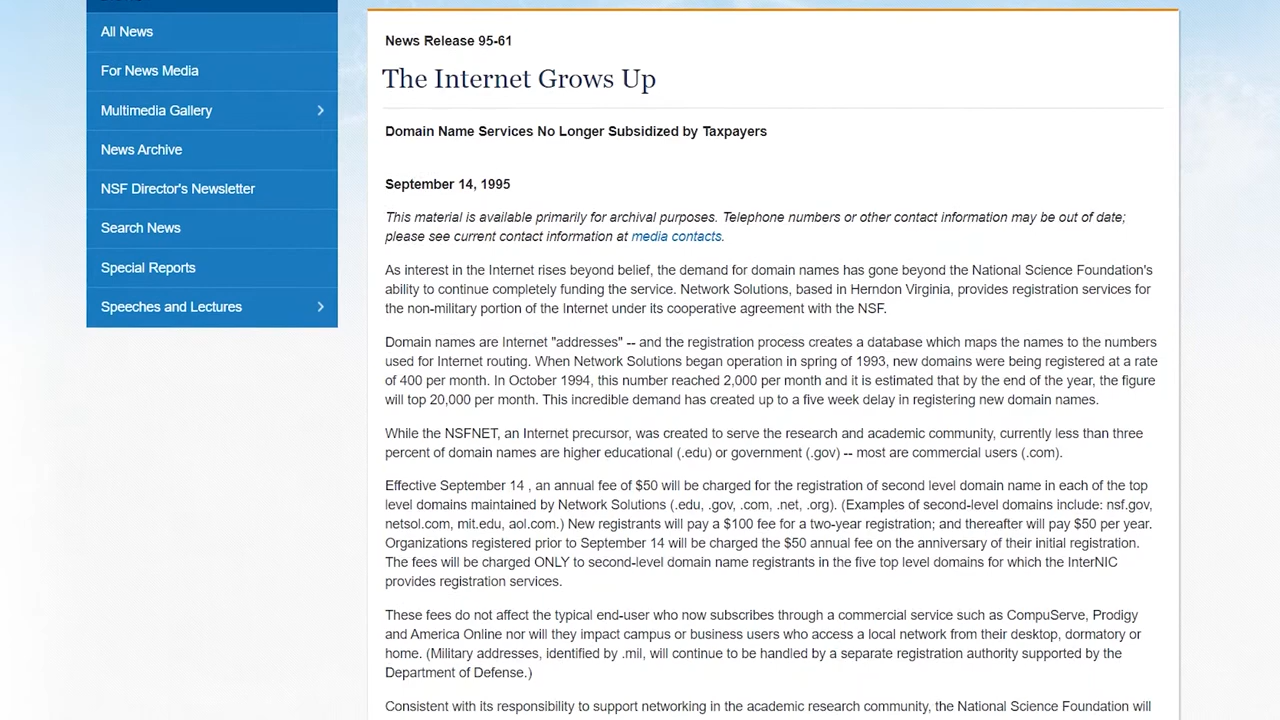 All News
For News Media
Multimedia Gallery
News Archive
NSF Director's Newsletter
Search News
Special Reports
Speeches and Lectures
News Release 95-61
The Internet Grows Up
Domain Name Services No Longer Subsidized by Taxpayers
September 14, 1995
This material is available primarily for archival purposes. Telephone numbers or other contact information may be out of date;
please see current contact information at media contacts.
As interest in the Internet rises beyond belief, the demand for domain names has gone beyond the National Science Foundation's
ability to continue completely funding the service. Network Solutions, based in Herndon Virginia, provides registration services for
the non-military portion of the Internet under its cooperative agreement with the NSF.
Domain names are Internet "addresses" -- and the registration process creates a database which maps the names to the numbers
used for Internet routing. When Network Solutions began operation in spring of 1993, new domains were being registered at a rate
of 400 per month. In October 1994, this number reached 2,000 per month and it is estimated that by the end of the year, the figure
will top 20,000 per month. This incredible demand has created up to a five week delay in registering new domain names.
While the NSFNET, an Internet precursor, was created to serve the research and academic community, currently less than three
percent of domain names are higher educational (.edu) or government (.gov) -- most are commercial users (.com).
Effective September 14 , an annual fee of $50 will be charged for the registration of second level domain name in each of the top
level domains maintained by Network Solutions (.edu, .gov, .com, .net, .org). (Examples of second-level domains include: nsf.gov,
netsol.com, mit.edu, aol.com.) New registrants will pay a $100 fee for a two-year registration; and thereafter will pay $50 per year.
Organizations registered prior to September 14 will be charged the $50 annual fee on the anniversary of their initial registration.
The fees will be charged ONLY to second-level domain name registrants in the five top level domains for which the InterNIC
provides registration services.
These fees do not affect the typical end-user who now subscribes through a commercial service such as CompuServe, Prodigy
and America Online nor will they impact campus or business users who access a local network from their desktop, dormatory or
home. (Military addresses, identified by .mil, will continue to be handled by a separate registration authority supported by the
Department of Defense.)
Consistent with its responsibility to support networking in the academic research community, the National Science Foundation will